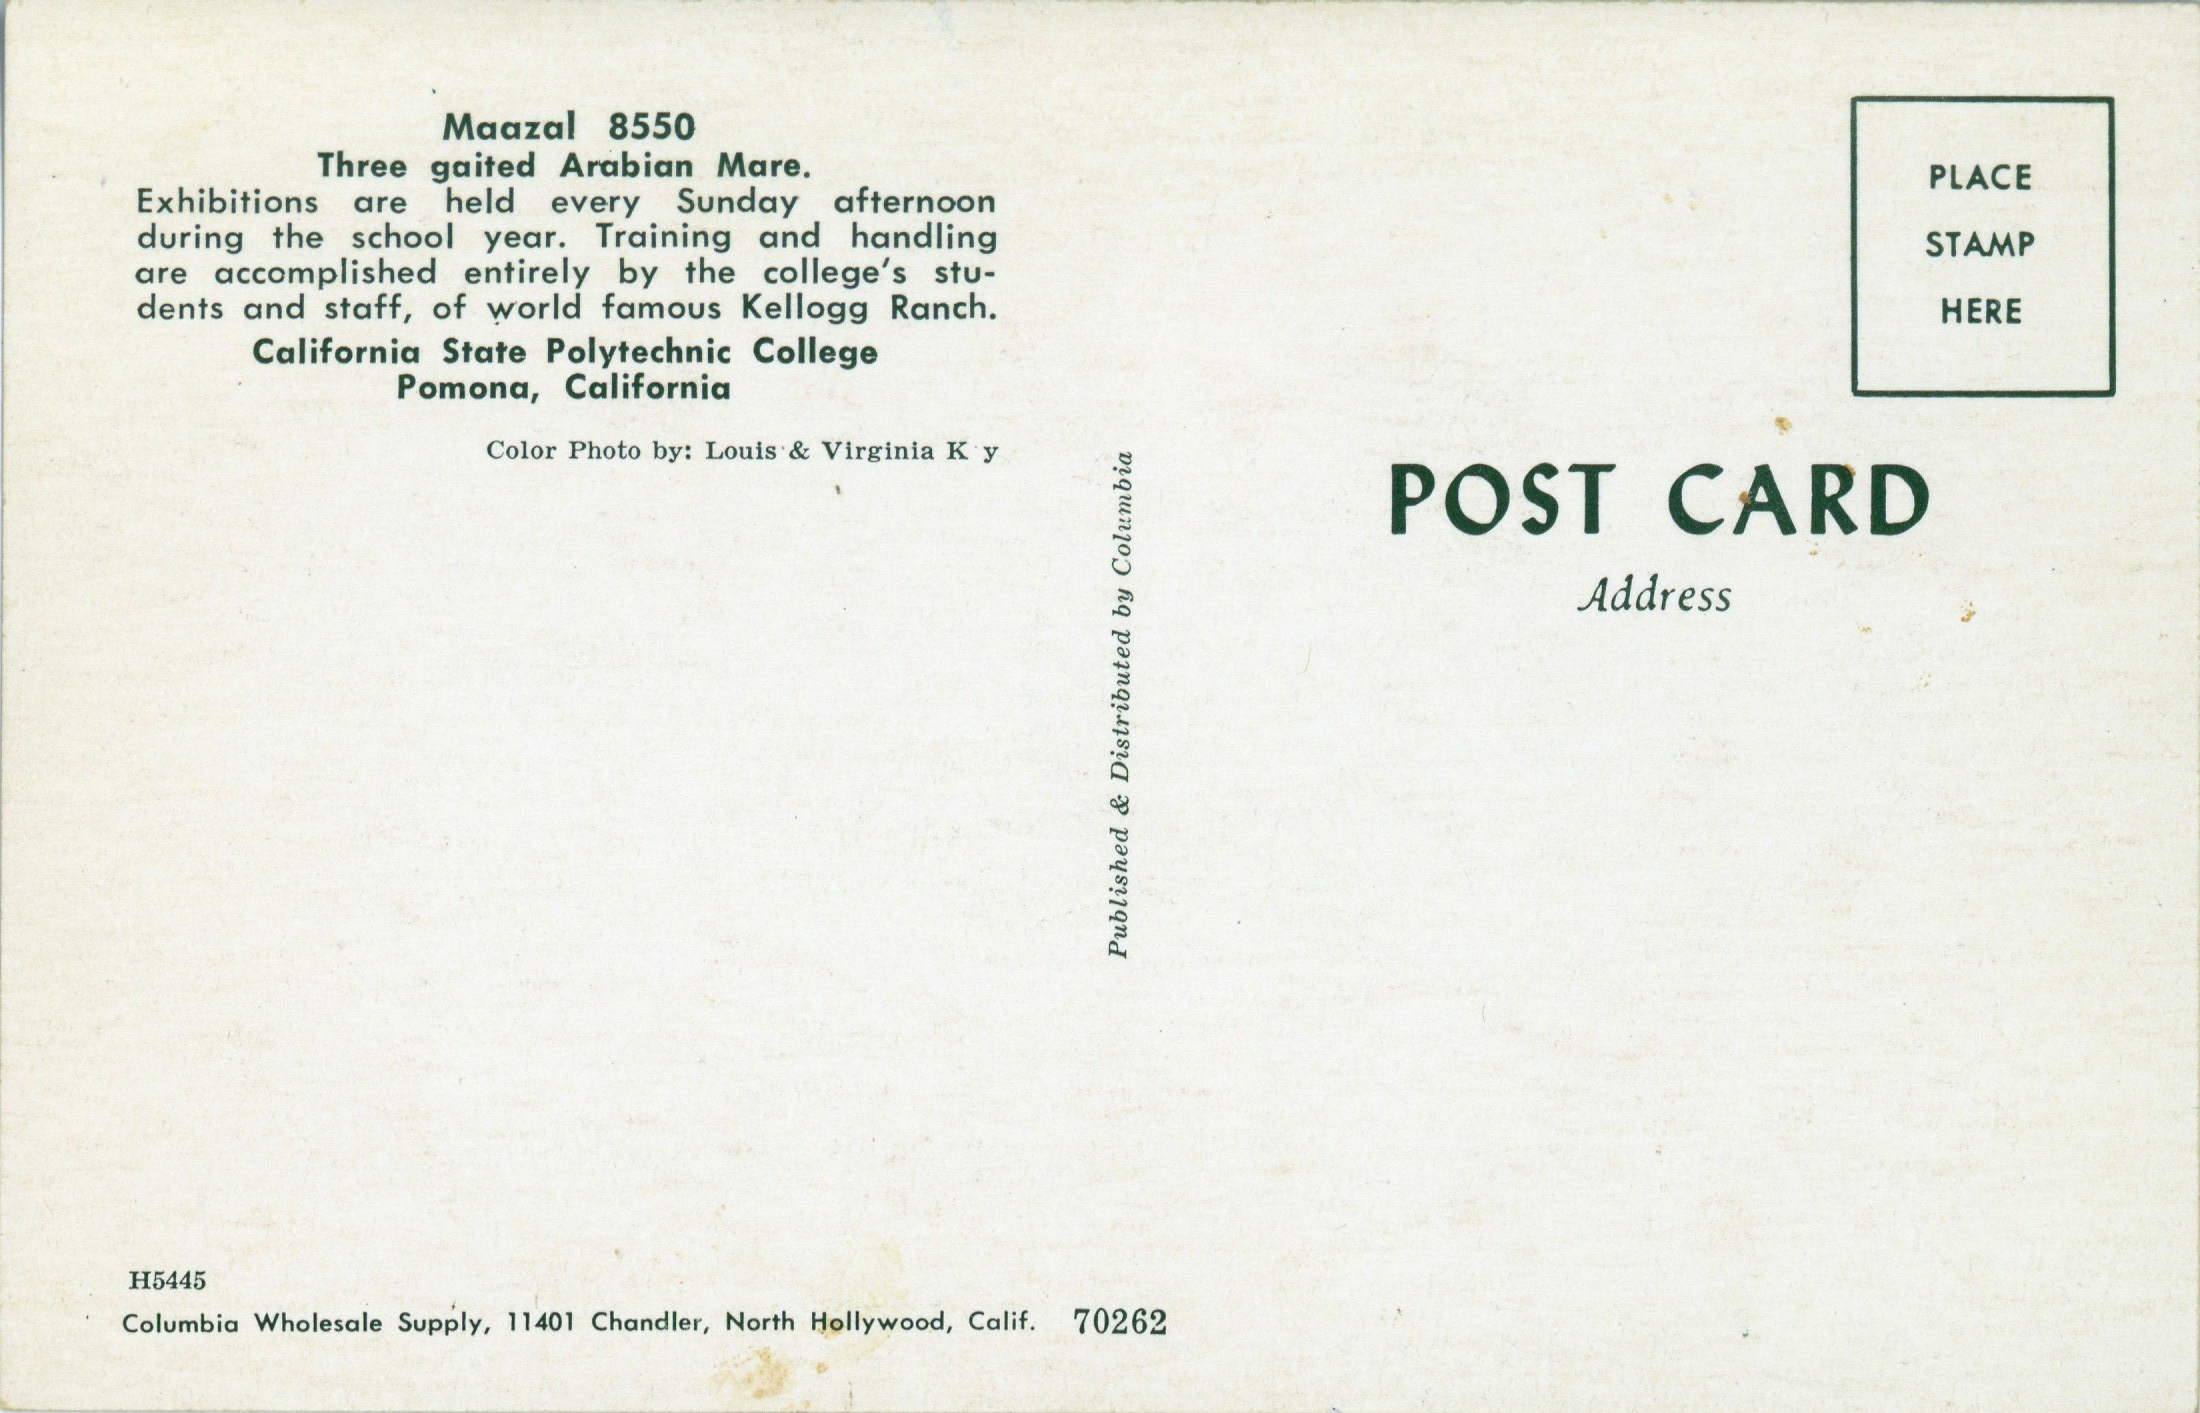 Maazal 8550
Three gaited Arabian Mare.
Exhibitions are held every Sunday afternoon
during the school year. Training and handling
are accomplished entirely by the college's stu-
dents and staff, of world famous Kellogg Ranch.
California State Polytechnic College
Pomona, California
Color Photo by: Louis & Virginia K y
Published & Distributed by Columbia
PLACE
STAMP
HERE
POST CARD
Address
H5445
Columbia Wholesale Supply, 11401 Chandler, North Hollywood, Calif. 70262